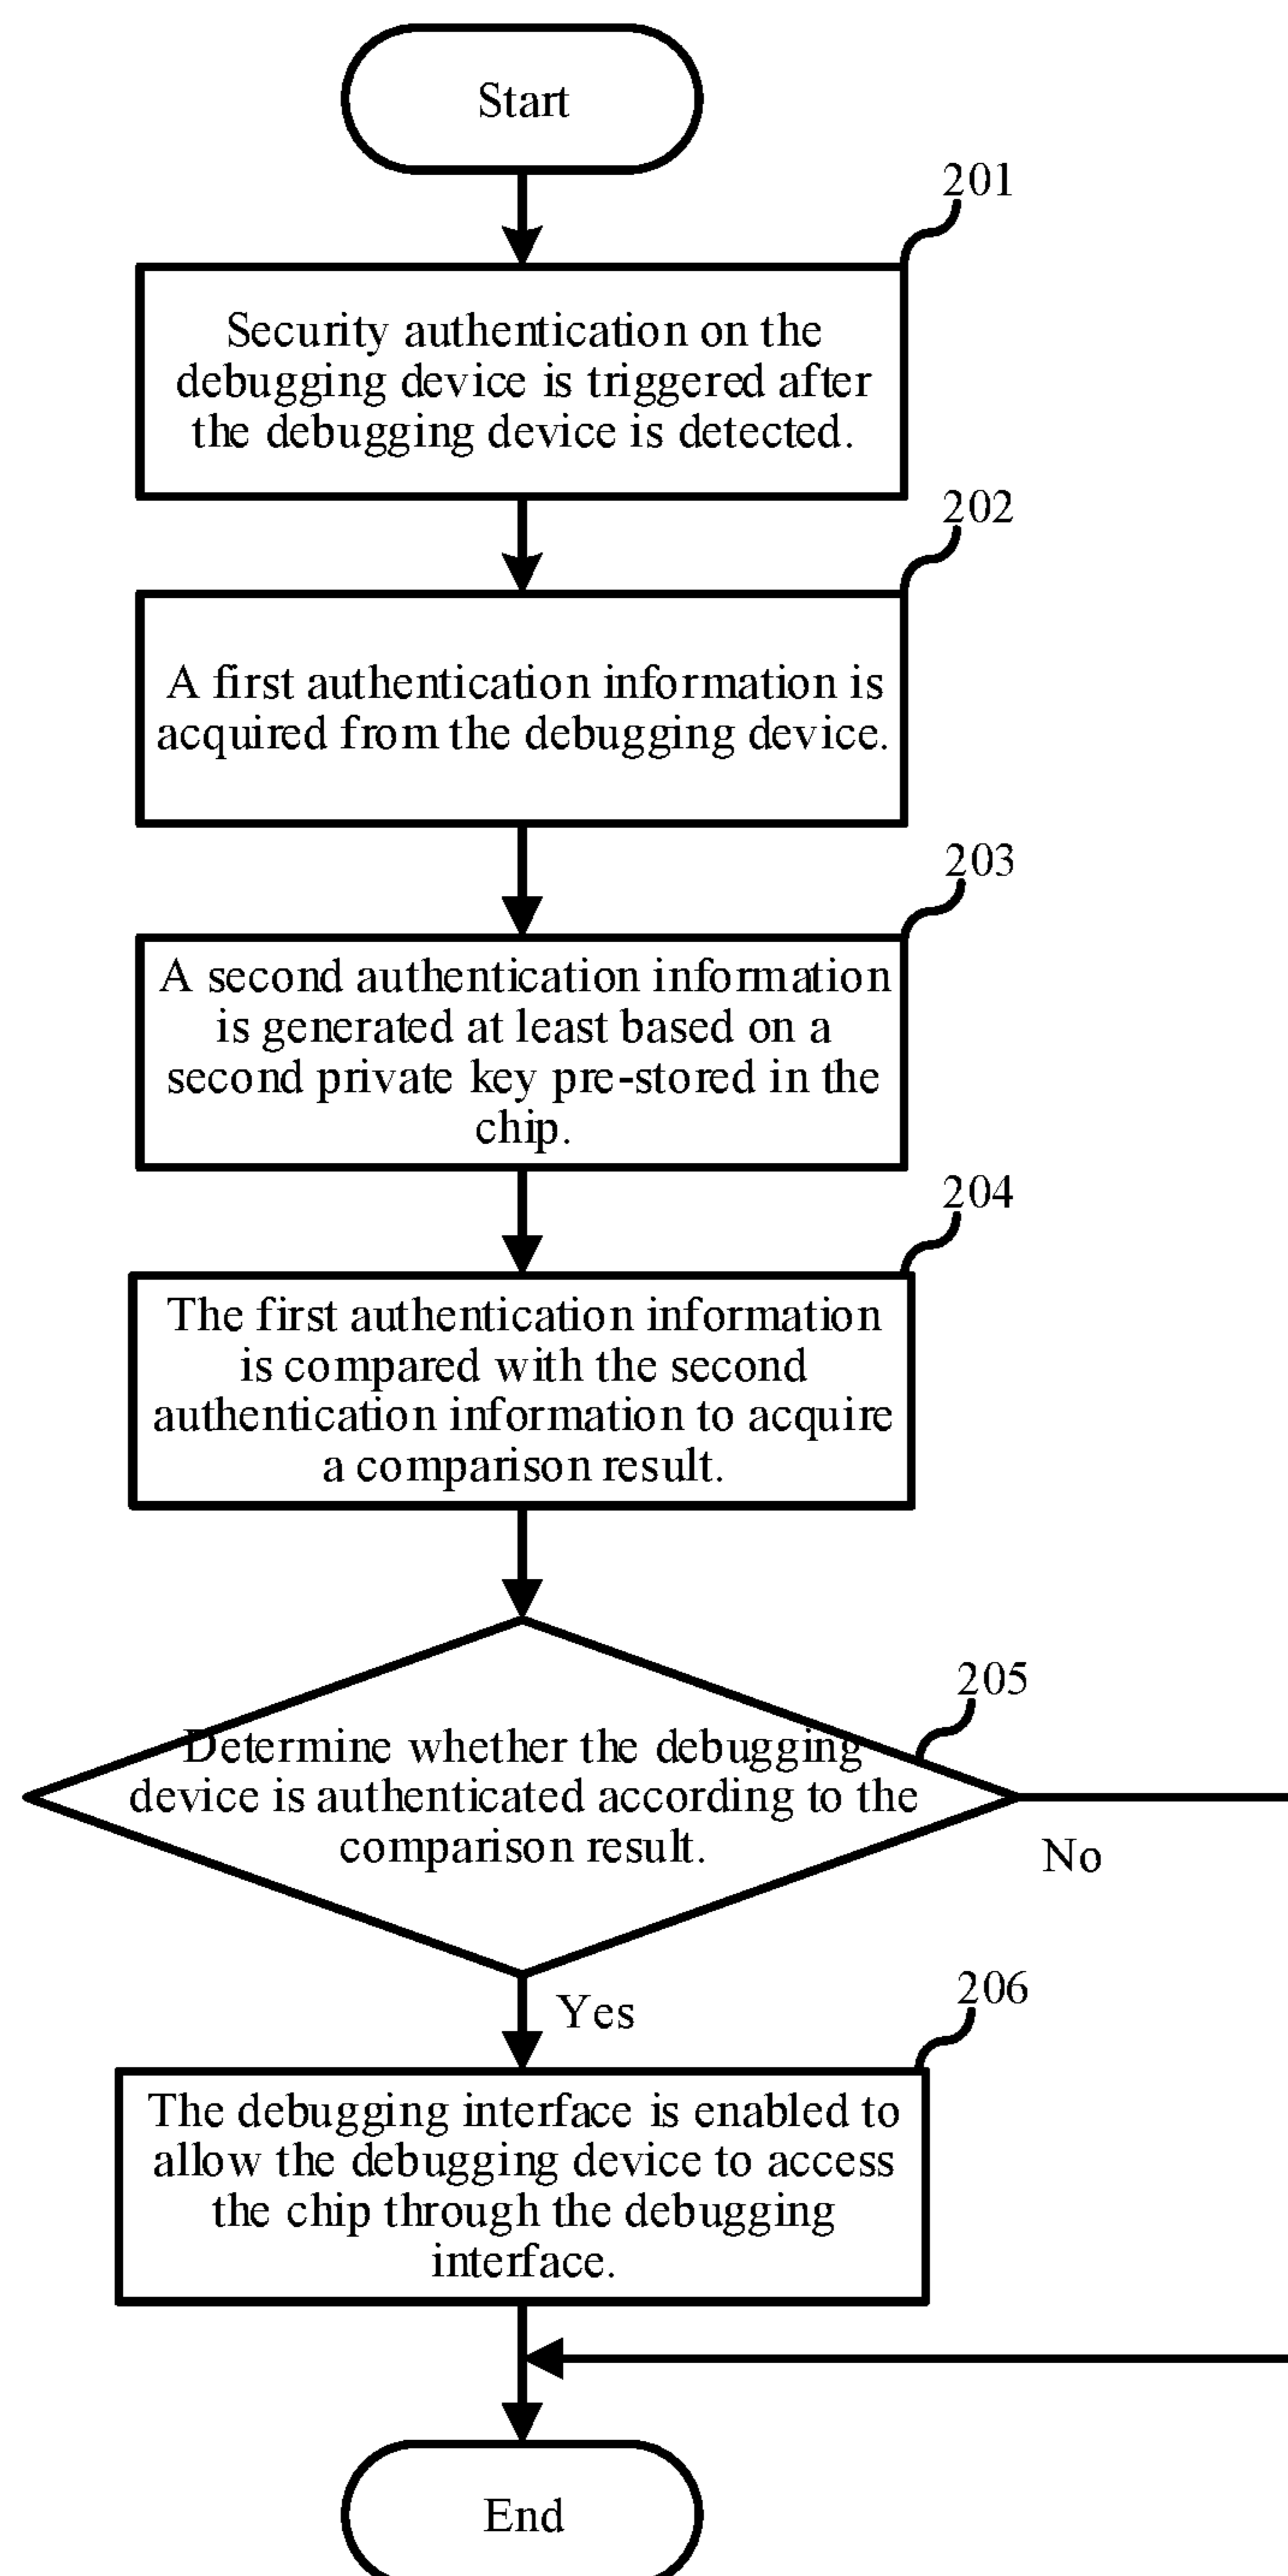 Start
201
Security authentication on the
debugging device is triggered after
the debugging device is detected.
202
A first authentication information is
acquired from the debugging device.
203
A second authentication information
is generated at least based on a
second private key pre-stored in the
chip.
204
The first authentication information
is compared with the second
authentication information to acquire
a comparison result.
205
Determine whether the debugging
device is authenticated according to the
comparison result.
No
Yes
206
The debugging interface is enabled to
allow the debugging device to access
the chip through the debugging
interface.
End